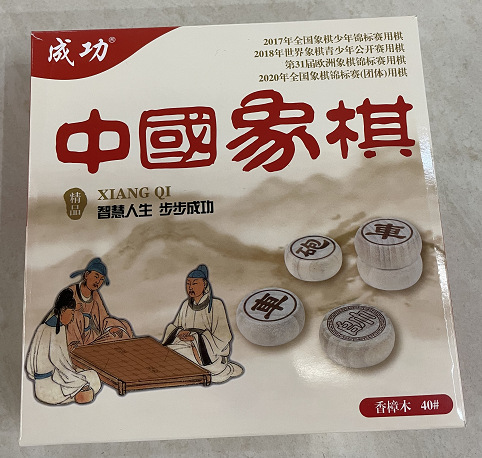 成功®
2017年全国象棋少年锦标赛用棋
2018年世界象棋青少年公开赛用棋
第31届欧洲象棋锦标赛用棋
2020年全国象棋锦标赛(团体)用棋
中國象棋
精品
XIANG QI
智慧人生 步步成功
炮
車
車
香樟木 40#